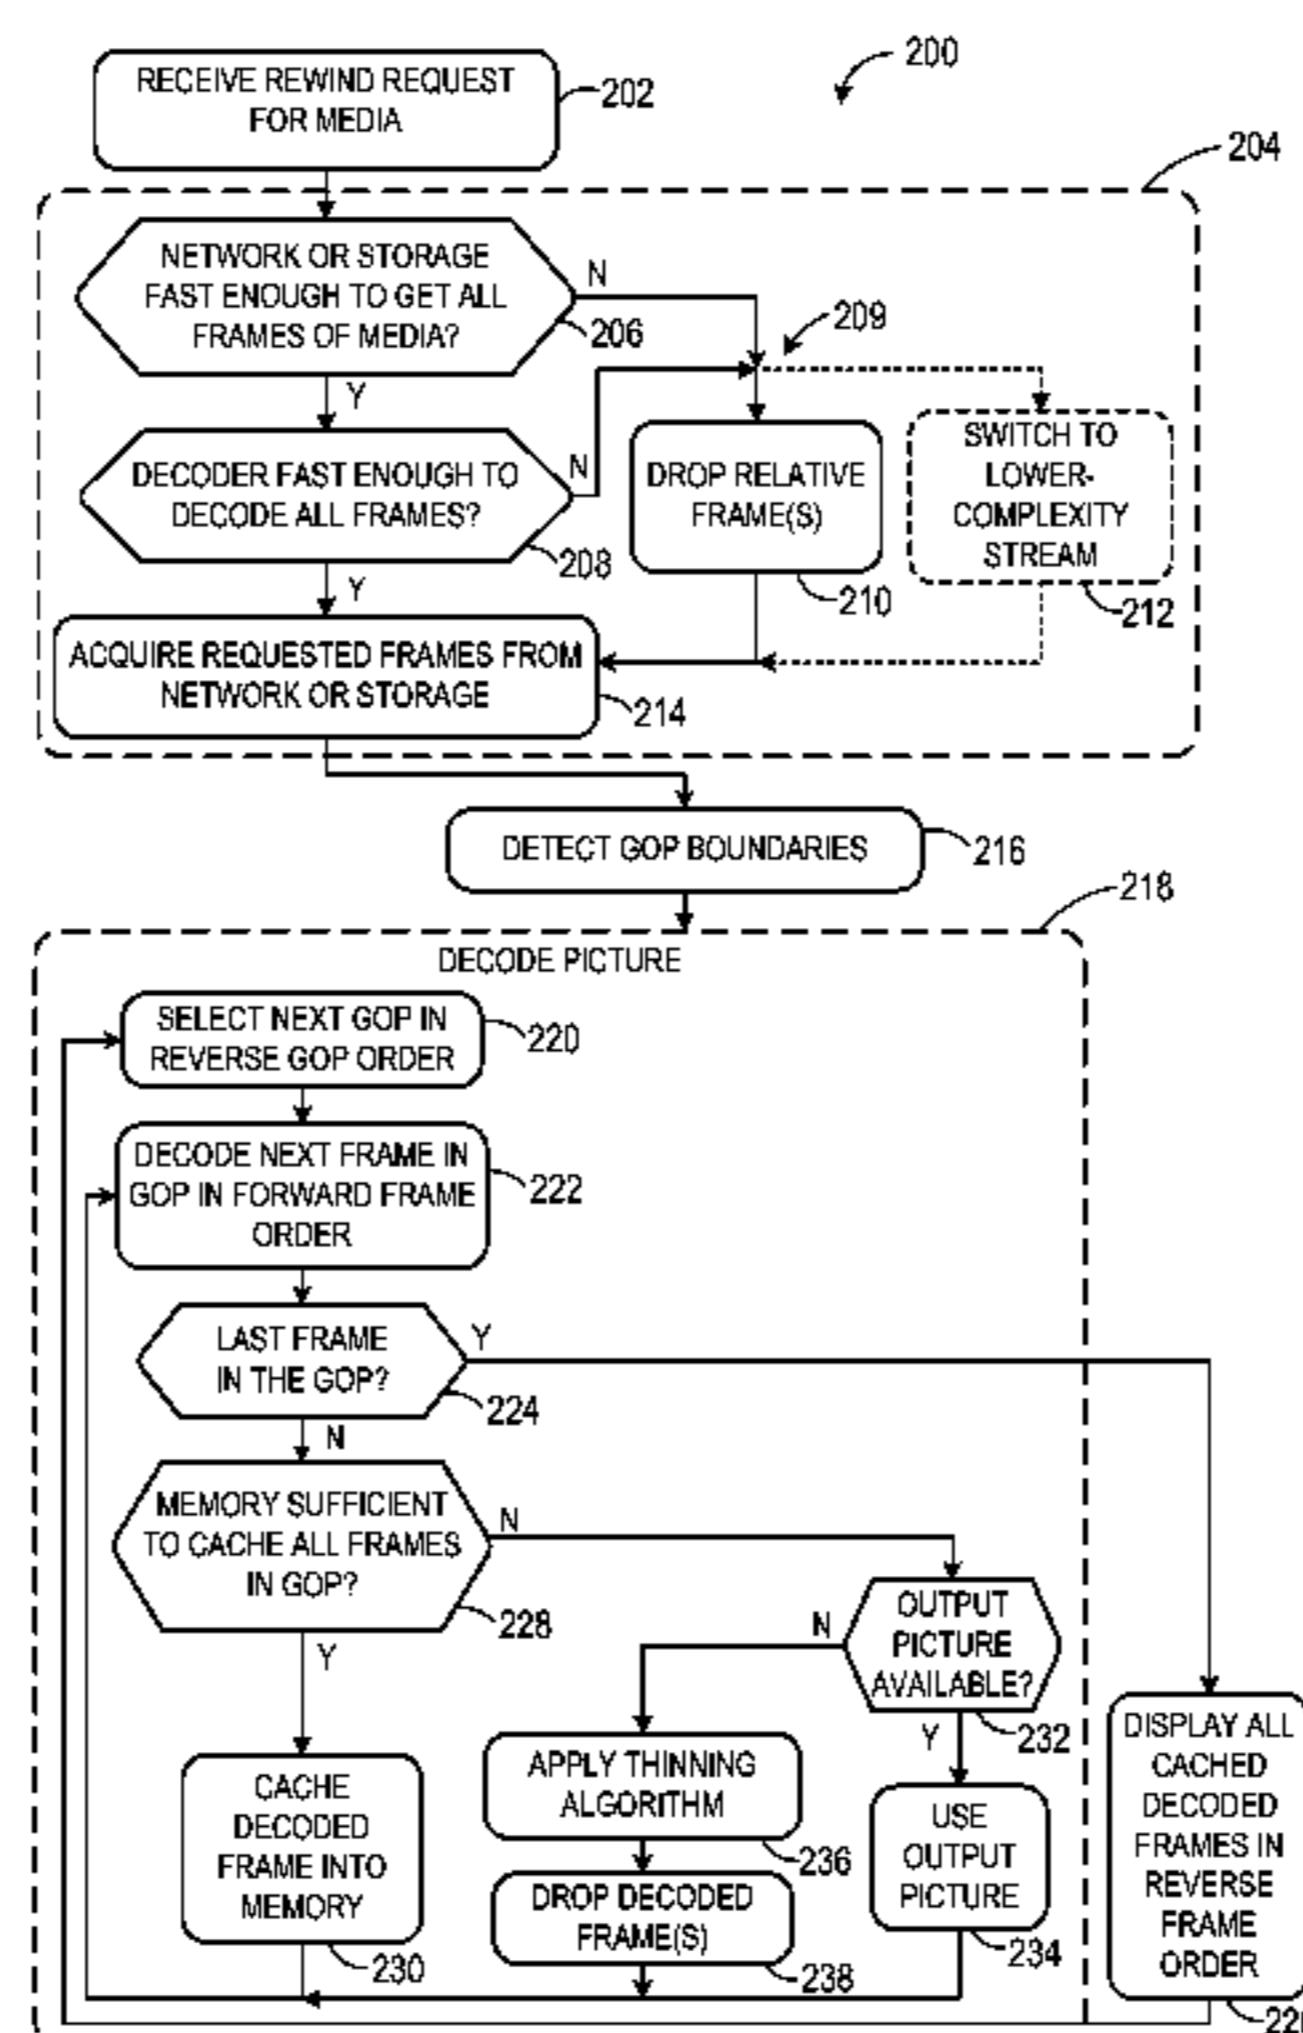 200
RECEIVE REWIND REQUEST
FOR MEDIA
202
204
NETWORK OR STORAGE
FAST ENOUGH TO GET ALL
FRAMES OF MEDIA?
206
N
209
Y
DECODER FAST ENOUGH TO
DECODE ALL FRAMES?
208
N
DROP RELATIVE
FRAME(S)
210
SWITCH TO
LOWER-
COMPLEXITY
STREAM
212
Y
ACQUIRE REQUESTED FRAMES FROM
NETWORK OR STORAGE
214
DETECT GOP BOUNDARIES
216
218
DECODE PICTURE
SELECT NEXT GOP IN
REVERSE GOP ORDER
220
DECODE NEXT FRAME IN
GOP IN FORWARD FRAME
ORDER
222
LAST FRAME
IN THE GOP?
224
Y
N
MEMORY SUFFICIENT
TO CACHE ALL FRAMES
IN GOP?
228
N
Y
OUTPUT
PICTURE
AVAILABLE?
232
N
Y
CACHE
DECODED
FRAME INTO
MEMORY
230
APPLY THINNING
ALGORITHM
236
DROP DECODED
FRAME(S)
238
USE
OUTPUT
PICTURE
234
DISPLAY ALL
CACHED
DECODED
FRAMES IN
REVERSE
FRAME
ORDER